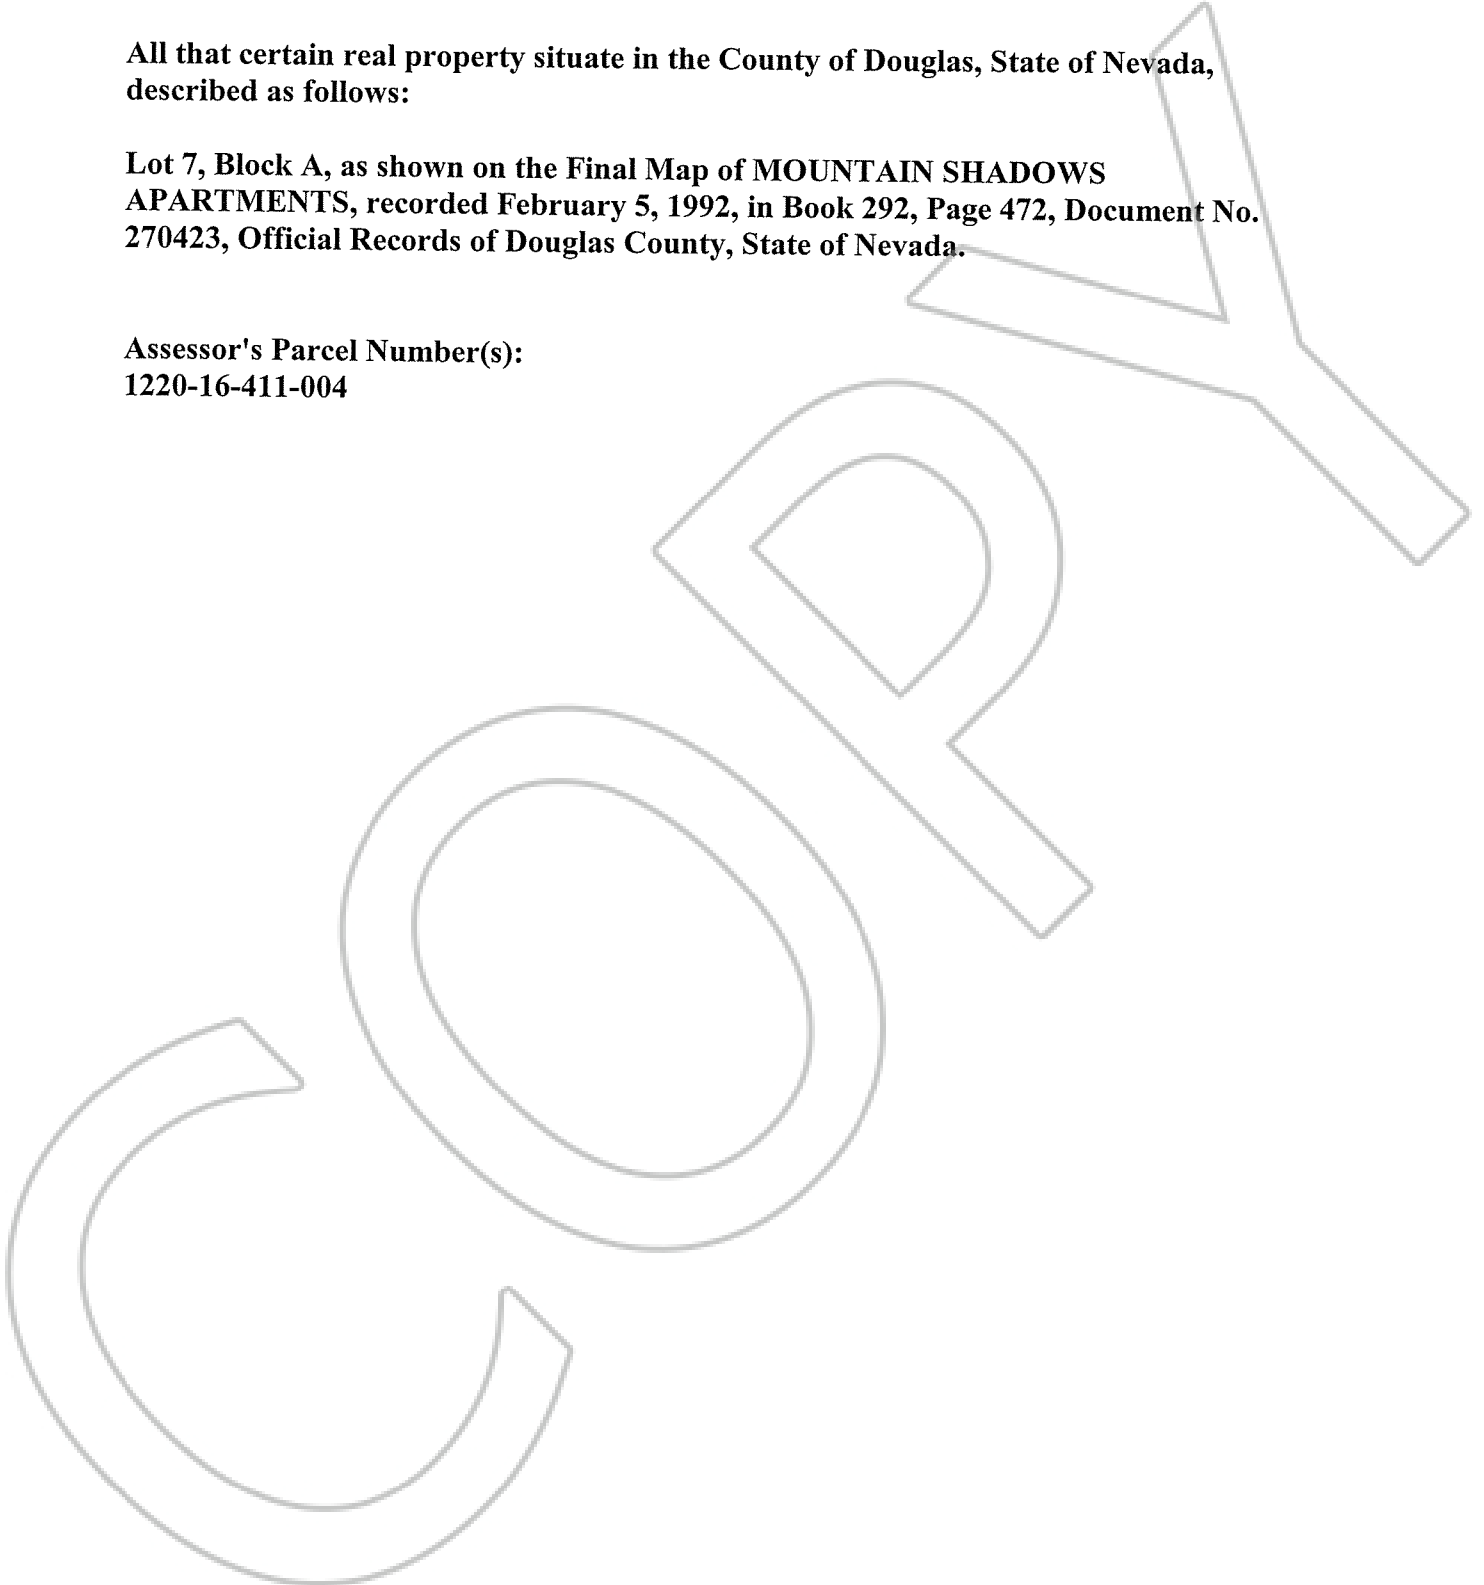 All that certain real property situate in the County of Douglas, State of Nevada,
described as follows:
Lot 7, Block A, as shown on the Final Map of MOUNTAIN SHADOWS
APARTMENTS, recorded February 5, 1992, in Book 292, Page 472, Document No.
270423, Official Records of Douglas County, State of Nevada.
Assessor's Parcel Number(s):
1220-16-411-004
COPY